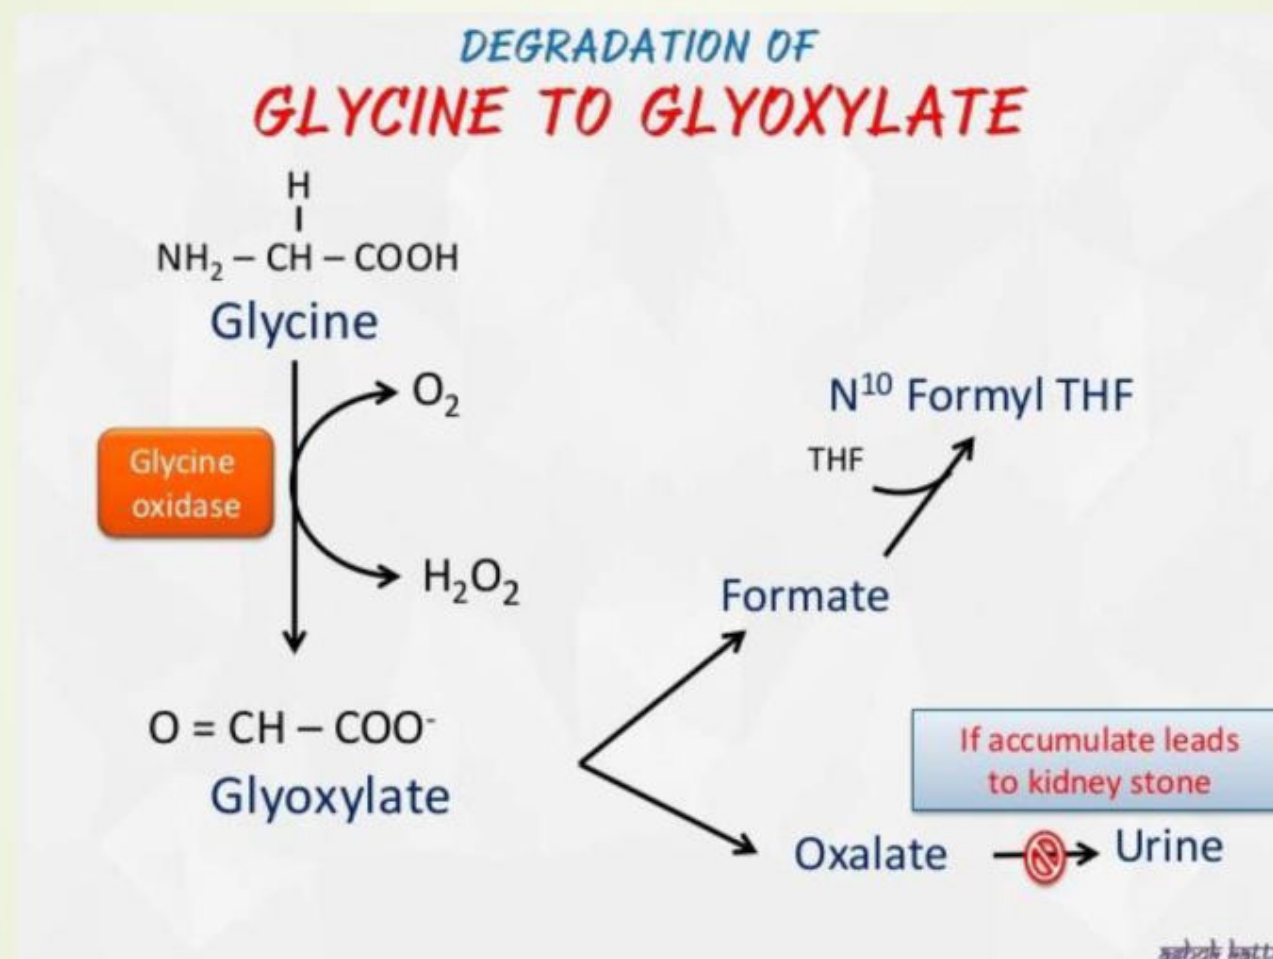 DEGRADATION OF
GLYCINE TO GLYOXYLATE
H
NH₂ – CH – COOH
Glycine
O₂
Glycine
oxidase
H₂O₂
O = CH – COO⁻
Glyoxylate
N¹⁰ Formyl THF
THF
Formate
If accumulate leads
to kidney stone
Oxalate
Urine